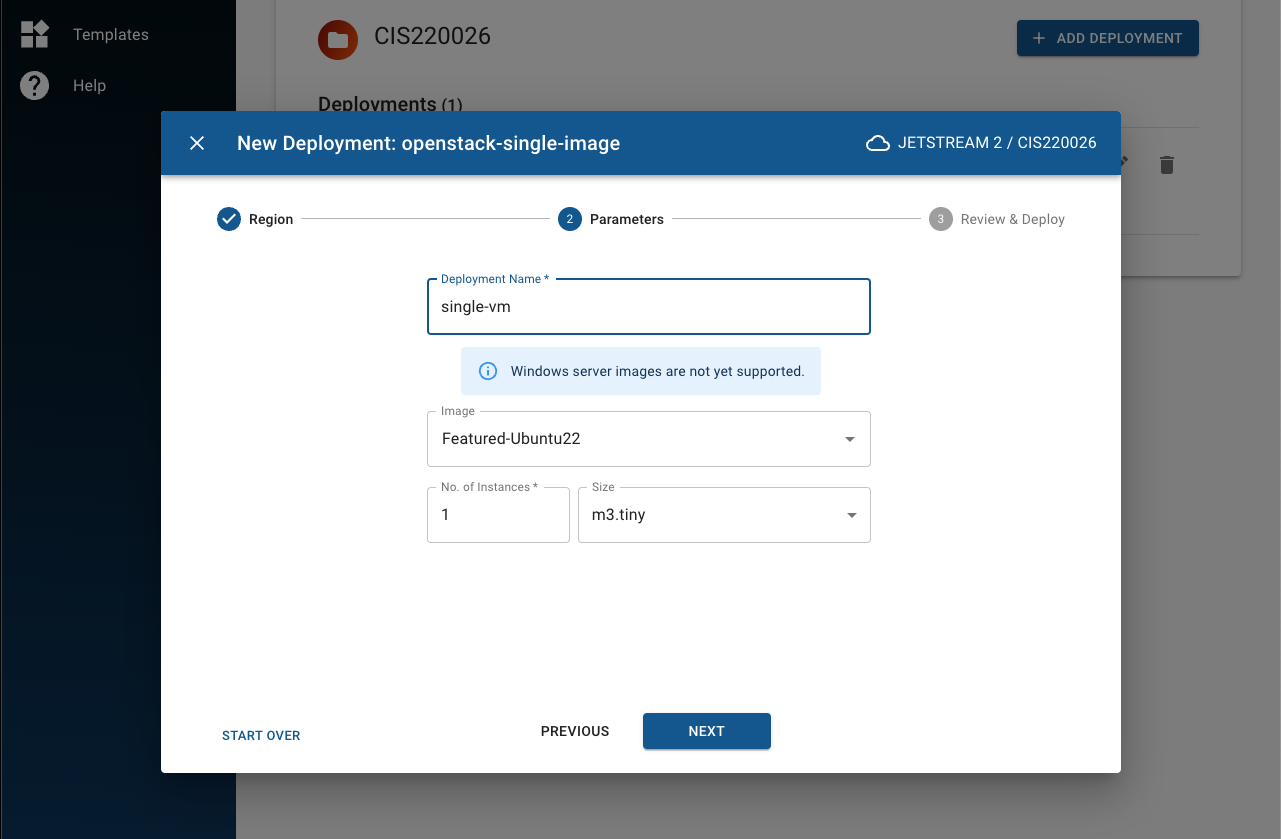 Templates
Help
CIS220026
+ ADD DEPLOYMENT
Deployments (1)
New Deployment: openstack-single-image
JETSTREAM 2 / CIS220026
Region
2 Parameters
3 Review & Deploy
Deployment Name *
single-vm
Windows server images are not yet supported.
Image
Featured-Ubuntu22
No. of Instances *
1
Size
m3.tiny
START OVER
PREVIOUS
NEXT